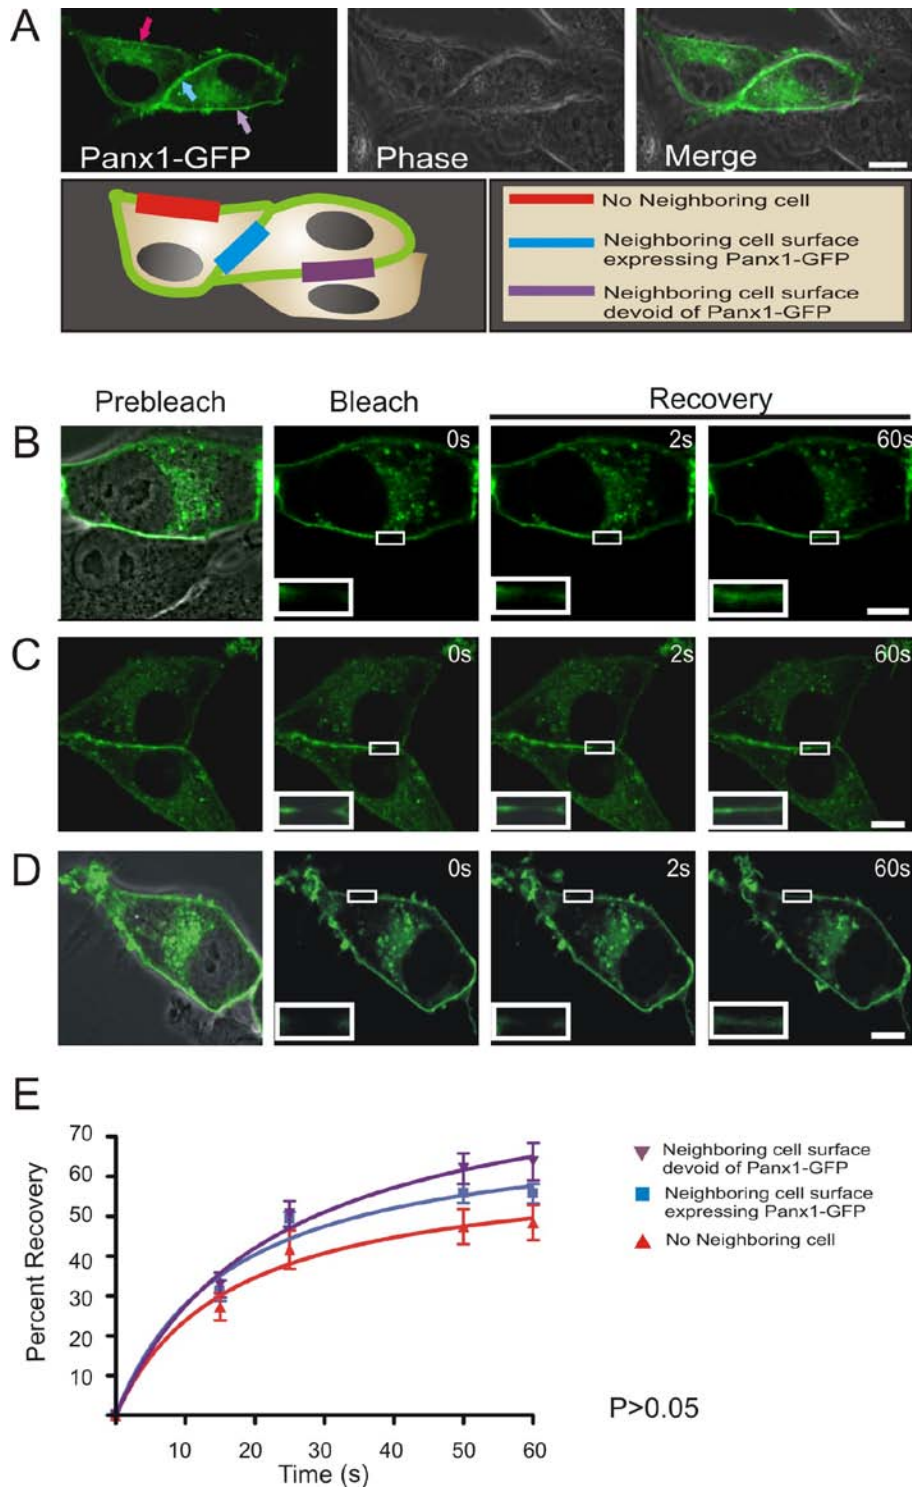 A
Panx1-GFP
Phase
Merge
No Neighboring cell
Neighboring cell surface
expressing Panx1-GFP
Neighboring cell surface
devoid of Panx1-GFP
Prebleach
Bleach
Recovery
B
0s
2s
60s
C
0s
2s
60s
D
0s
2s
60s
E
Percent Recovery
70
60
50
40
30
20
10
10
20
30
40
50
60
Time (s)
Neighboring cell surface
devoid of Panx1-GFP
Neighboring cell surface
expressing Panx1-GFP
No Neighboring cell
P>0.05